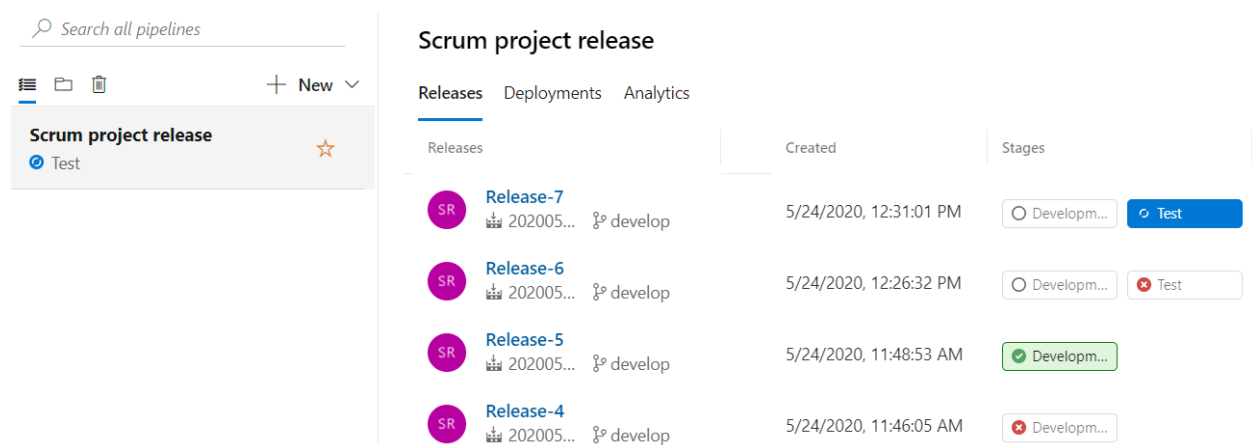 Search all pipelines
New
Scrum project release
Test
Scrum project release
Releases Deployments Analytics
Releases Created Stages
SR Release-7 5/24/2020, 12:31:01 PM Developm... Test
202005... develop
SR Release-6 5/24/2020, 12:26:32 PM Developm... Test
202005... develop
SR Release-5 5/24/2020, 11:48:53 AM Developm...
202005... develop
SR Release-4 5/24/2020, 11:46:05 AM Developm...
202005... develop